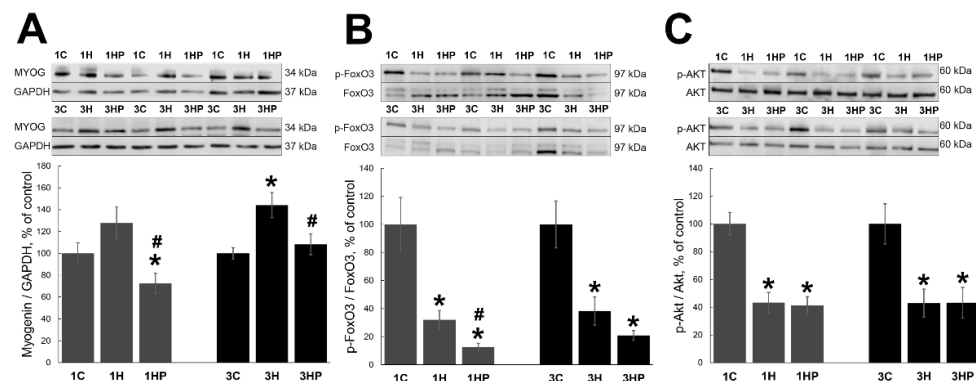 A
1C 1H 1HP 1C 1H 1HP 1C 1H 1HP
MYOG 34 kDa
GAPDH 37 kDa
3C 3H 3HP 3C 3H 3HP 3C 3H 3HP
MYOG 34 kDa
GAPDH 37 kDa
Myogenin / GAPDH, % of control
180
160
140
120
100
80
60
40
20
0
#
*
*
#
1C 1H 1HP 3C 3H 3HP
B
1C 1H 1HP 1C 1H 1HP 1C 1H 1HP
p-FoxO3 97 kDa
FoxO3 97 kDa
3C 3H 3HP 3C 3H 3HP 3C 3H 3HP
p-FoxO3 97 kDa
FoxO3 97 kDa
p-FoxO3 / FoxO3, % of control
140
120
100
80
60
40
20
0
*
#
*
*
*
1C 1H 1HP 3C 3H 3HP
C
1C 1H 1HP 1C 1H 1HP 1C 1H 1HP
p-AKT 60 kDa
AKT 60 kDa
3C 3H 3HP 3C 3H 3HP 3C 3H 3HP
p-AKT 60 kDa
AKT 60 kDa
p-Akt / Akt, % of control
140
120
100
80
60
40
20
0
*
*
*
*
1C 1H 1HP 3C 3H 3HP